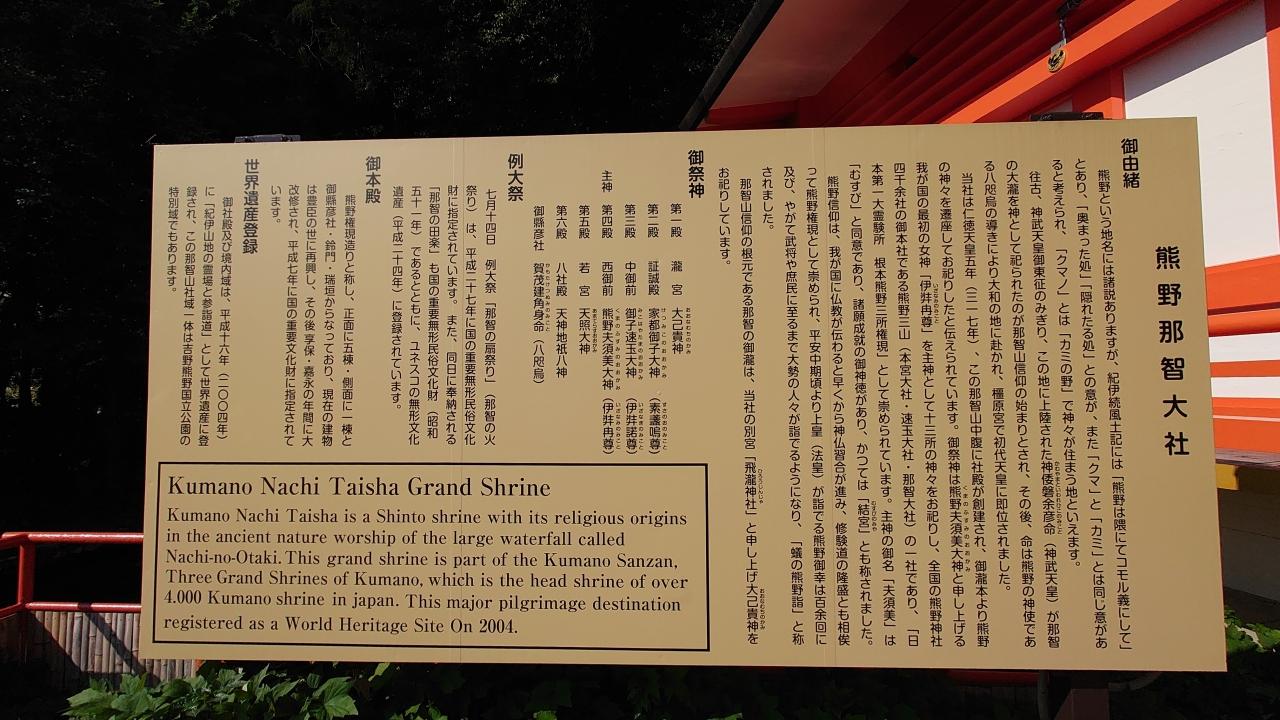 熊野那智大社
御由緒
熊野という地名には諸説ありますが、紀伊続風土記には「熊野は隈にてコモル義にして」
とあり、「奥まった処」「隠れたる処」との意が、また「クマ」と「カミ」とは同じ意があ
ると考えられ、「クマノ」とは「カミの野」で神々が住まう地といえます。
往古、神武天皇御東征のみぎり、この地に上陸された神倭磐余彦命（神武天皇）が那智
の大瀧を神として祀られたのが那智山信仰の始まりとされ、その後、命は熊野の神使であ
る八咫烏の導きにより大和の地に赴かれ、橿原宮で初代天皇に即位されました。
当社は仁徳天皇五年（三一七年）、この那智山中腹に社殿が創建され、御瀧本より熊野
の神々を遷座してお祀りしたと伝えられています。御祭神は熊野夫須美大神と申し上げる
我が国の最初の女神「伊弉冉尊」を主神として十三所の神々をお祀りし、全国の熊野神社
四千余社の御本社である熊野三山（本宮大社・速玉大社・那智大社）の一社であり、「日
本第一大霊験所　根本熊野三所権現」として崇められています。主神の御名「夫須美」は
「むすび」と同意であり、諸願成就の御神徳があり、かつては「結宮」とも称されました。
熊野信仰は、我が国に仏教が伝わると早くから神仏習合が進み、修験道の隆盛とも相俟
って熊野権現として崇められ、平安中期頃より上皇（法皇）が詣でる熊野御幸は百余回に
及び、やがて武将や庶民に至るまで大勢の人々が詣でるようになり、「蟻の熊野詣」と称
されました。
那智山信仰の根元である那智の御瀧は、当社の別宮「飛瀧神社」と申し上げ大己貴神を
お祀りしています。
御祭神
第一殿　瀧宮　大己貴神
第二殿　証誠殿　家都御子大神（素盞嗚尊）
第三殿　中御前　御子速玉大神（伊弉諾尊）
主神　第四殿　西御前　熊野夫須美大神（伊弉冉尊）
第五殿　若宮　天照大神
第六殿　八社殿　天神地祇八神
御縣彦社　賀茂建角身命（八咫烏）
例大祭
七月十四日　例大祭「那智の扇祭り」（那智の火
祭り）は、平成二十七年に国の重要無形民俗文化
財に指定されています。また、同日に奉納される
「那智の田楽」も国の重要無形民俗文化財（昭和
五十一年）であるとともに、ユネスコの無形文化
遺産（平成二十四年）に登録されています。
御本殿
熊野権現造りと称し、正面に五棟・側面に一棟と
御縣彦社・鈴門・瑞垣からなっており、現在の建物
は豊臣の世に再興し、その後享保・嘉永の年間に大
改修され、平成七年に国の重要文化財に指定されて
います。
世界遺産登録
御社殿及び境内域は、平成十六年（二〇〇四年）
に「紀伊山地の霊場と参詣道」として世界遺産に登
録され、この那智山社域一体は吉野熊野国立公園の
特別域でもあります。
Kumano Nachi Taisha Grand Shrine
Kumano Nachi Taisha is a Shinto shrine with its religious origins
in the ancient nature worship of the large waterfall called
Nachi-no-Otaki. This grand shrine is part of the Kumano Sanzan,
Three Grand Shrines of Kumano, which is the head shrine of over
4.000 Kumano shrine in japan. This major pilgrimage destination
registered as a World Heritage Site On 2004.